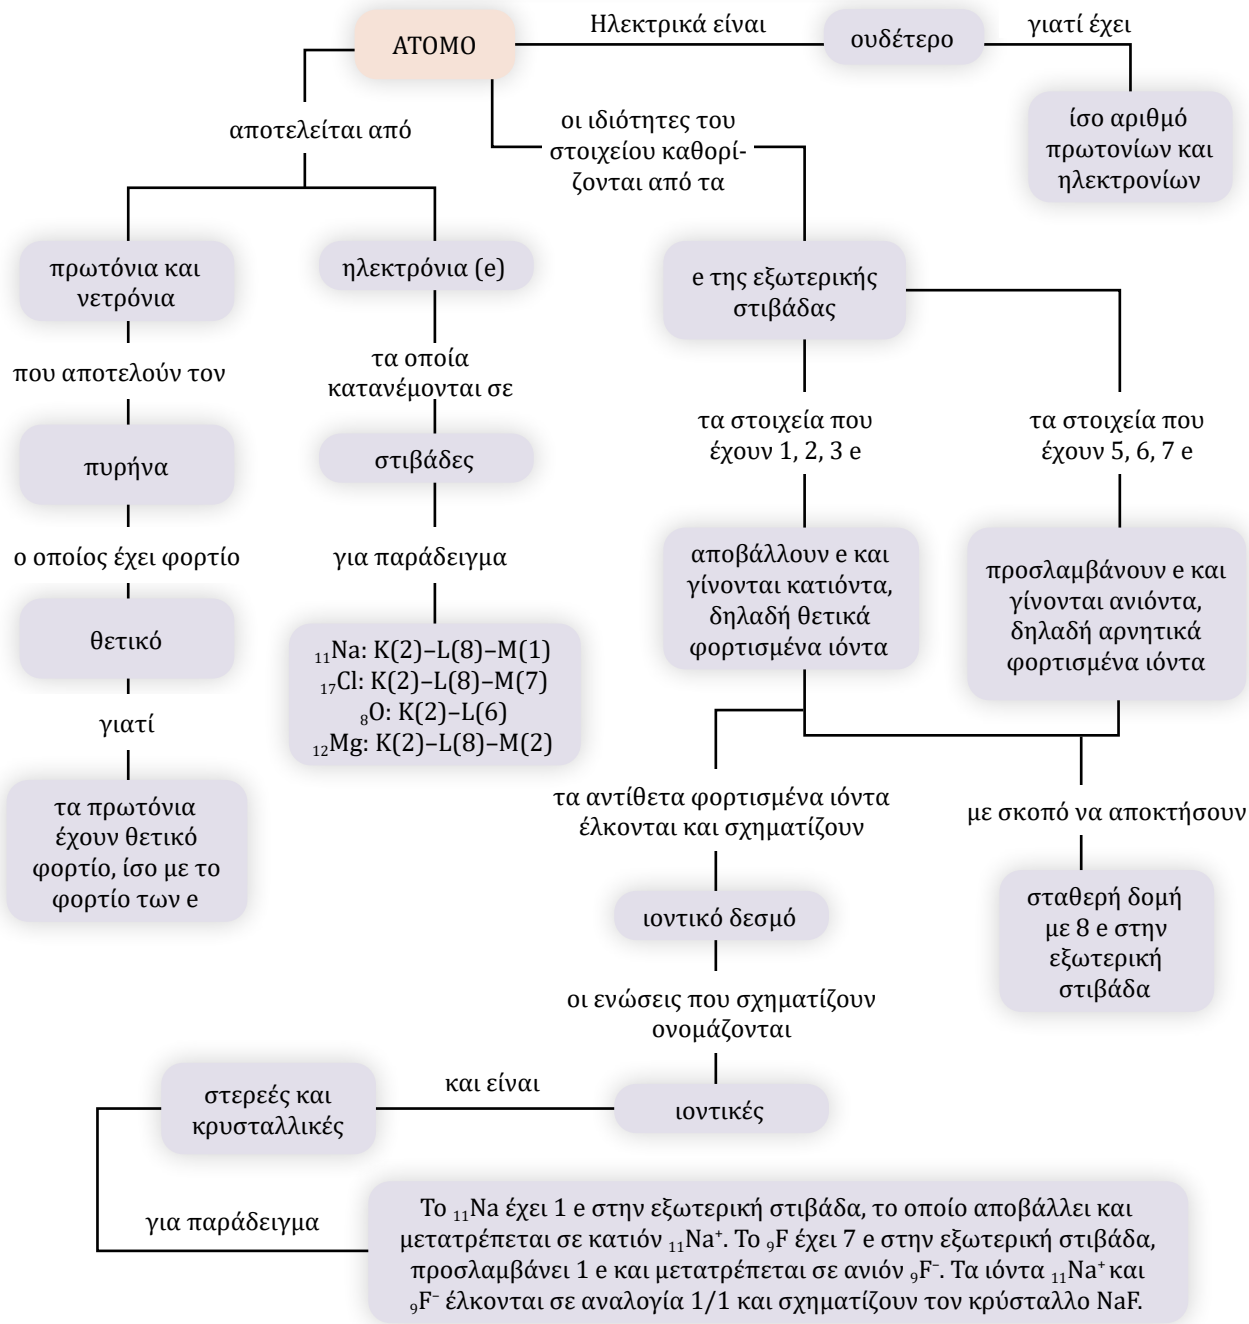 ΑΤΟΜΟ
Ηλεκτρικά είναι
ουδέτερο
γιατί έχει
ίσο αριθμό
πρωτονίων και
ηλεκτρονίων
αποτελείται από
οι ιδιότητες του
στοιχείου καθορί-
ζονται από τα
πρωτόνια και
νετρόνια
ηλεκτρόνια (e)
e της εξωτερικής
στιβάδας
που αποτελούν τον
τα οποία
κατανέμονται σε
τα στοιχεία που
έχουν 1, 2, 3 e
τα στοιχεία που
έχουν 5, 6, 7 e
πυρήνα
στιβάδες
ο οποίος έχει φορτίο
για παράδειγμα
αποβάλλουν e και
γίνονται κατιόντα,
δηλαδή θετικά
φορτισμένα ιόντα
προσλαμβάνουν e και
γίνονται ανιόντα,
δηλαδή αρνητικά
φορτισμένα ιόντα
θετικό
₁₁Na: K(2)–L(8)–M(1)
₁₇Cl: K(2)–L(8)–M(7)
₈O: K(2)–L(6)
₁₂Mg: K(2)–L(8)–M(2)
γιατί
τα πρωτόνια
έχουν θετικό
φορτίο, ίσο με το
φορτίο των e
τα αντίθετα φορτισμένα ιόντα
έλκονται και σχηματίζουν
με σκοπό να αποκτήσουν
ιοντικό δεσμό
σταθερή δομή
με 8 e στην
εξωτερική
στιβάδα
οι ενώσεις που σχηματίζουν
ονομάζονται
ιοντικές
και είναι
στερεές και
κρυσταλλικές
για παράδειγμα
Το ₁₁Na έχει 1 e στην εξωτερική στιβάδα, το οποίο αποβάλλει και
μετατρέπεται σε κατιόν ₁₁Na⁺. Το ₉F έχει 7 e στην εξωτερική στιβάδα,
προσλαμβάνει 1 e και μετατρέπεται σε ανιόν ₉F⁻. Τα ιόντα ₁₁Na⁺ και
₉F⁻ έλκονται σε αναλογία 1/1 και σχηματίζουν τον κρύσταλλο NaF.